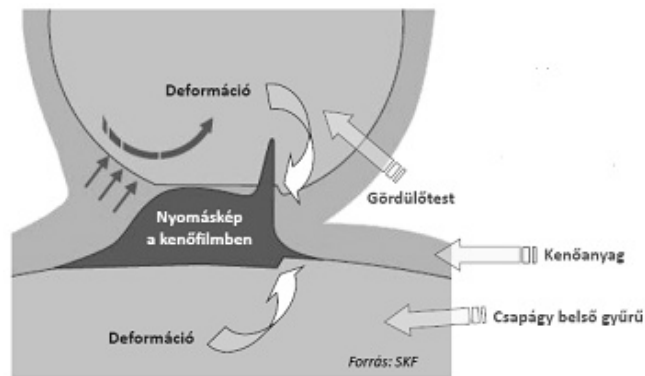 Deformáció
Gördülőtest
Nyomáskép
a kenőfilmben
Kenőanyag
Csapágy belső gyűrű
Deformáció
Forrás: SKF